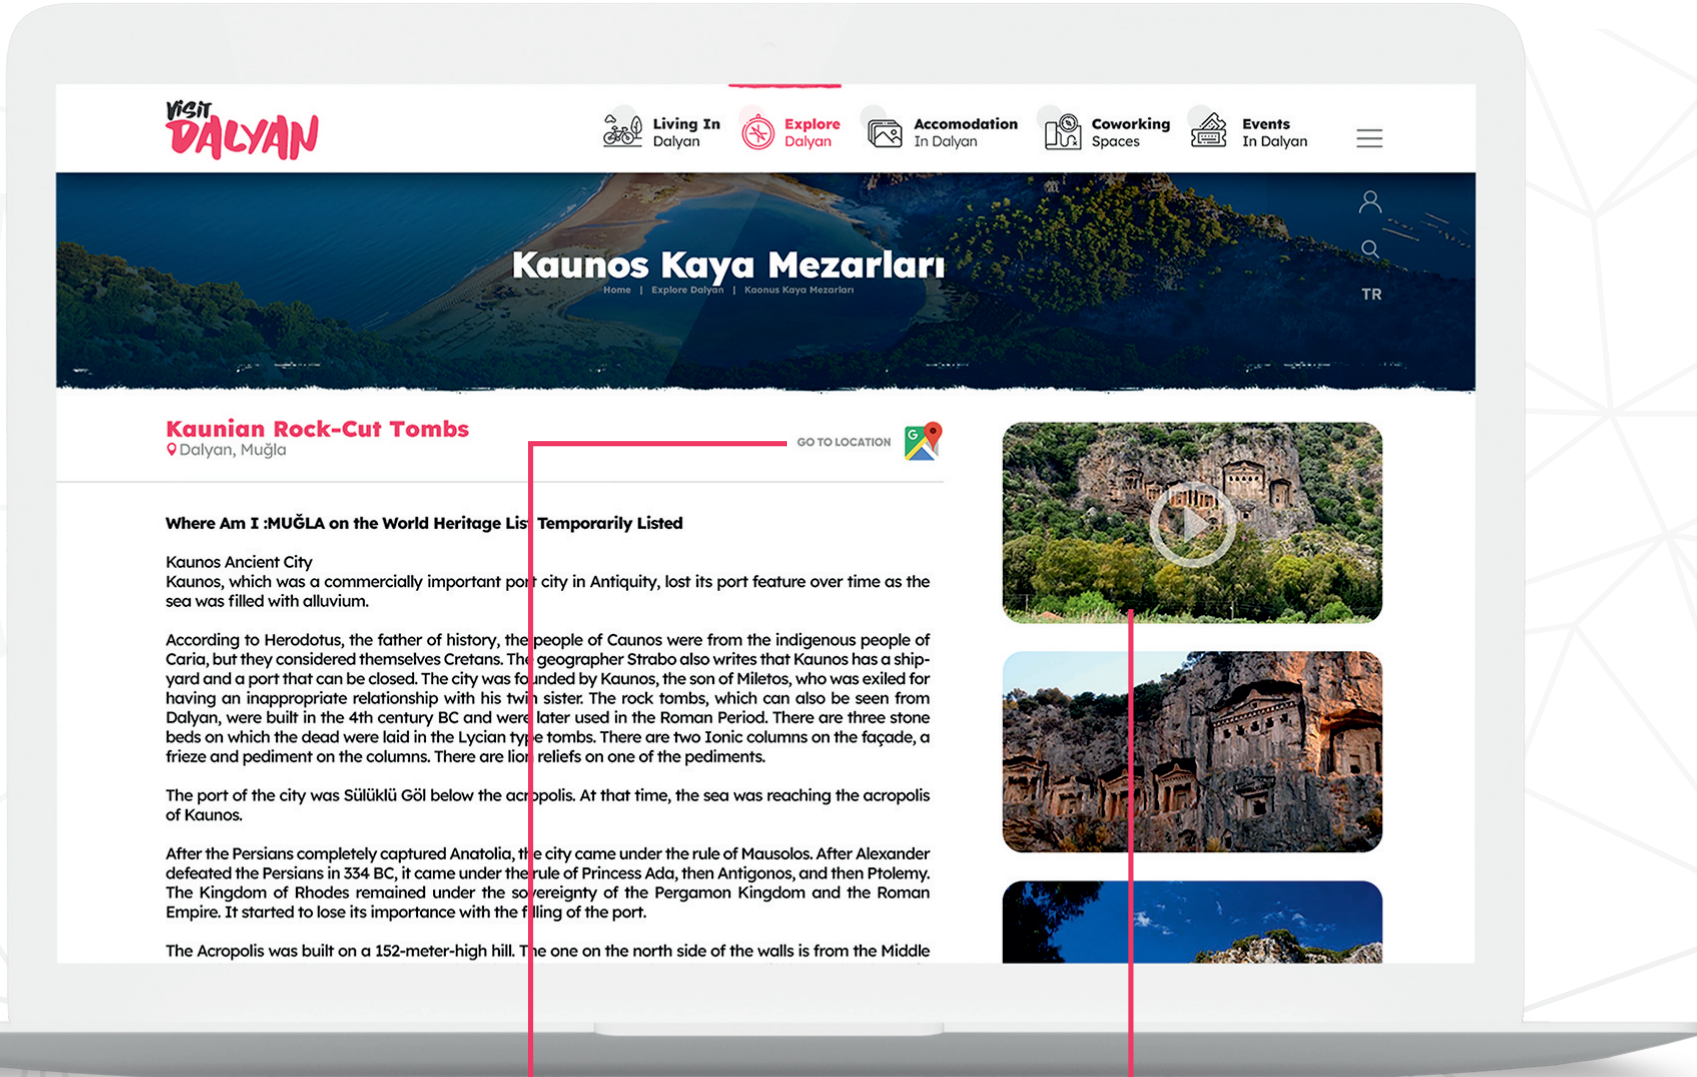 VİSİT
DALYAN
Living In
Dalyan
Explore
Dalyan
Accomodation
In Dalyan
Coworking
Spaces
Events
In Dalyan
Kaunos Kaya Mezarları
Home | Explore Dalyan | Kaonus Kaya Mezarları
TR
Kaunian Rock-Cut Tombs
Dalyan, Muğla
GO TO LOCATION
G
Where Am I :MUĞLA on the World Heritage List Temporarily Listed
Kaunos Ancient City
Kaunos, which was a commercially important port city in Antiquity, lost its port feature over time as the
sea was filled with alluvium.
According to Herodotus, the father of history, the people of Caunos were from the indigenous people of
Caria, but they considered themselves Cretans. The geographer Strabo also writes that Kaunos has a ship-
yard and a port that can be closed. The city was founded by Kaunos, the son of Miletos, who was exiled for
having an inappropriate relationship with his twin sister. The rock tombs, which can also be seen from
Dalyan, were built in the 4th century BC and were later used in the Roman Period. There are three stone
beds on which the dead were laid in the Lycian type tombs. There are two Ionic columns on the façade, a
frieze and pediment on the columns. There are lion reliefs on one of the pediments.
The port of the city was Sülüklü Göl below the acropolis. At that time, the sea was reaching the acropolis
of Kaunos.
After the Persians completely captured Anatolia, the city came under the rule of Mausolos. After Alexander
defeated the Persians in 334 BC, it came under the rule of Princess Ada, then Antigonos, and then Ptolemy.
The Kingdom of Rhodes remained under the sovereignty of the Pergamon Kingdom and the Roman
Empire. It started to lose its importance with the filling of the port.
The Acropolis was built on a 152-meter-high hill. The one on the north side of the walls is from the Middle